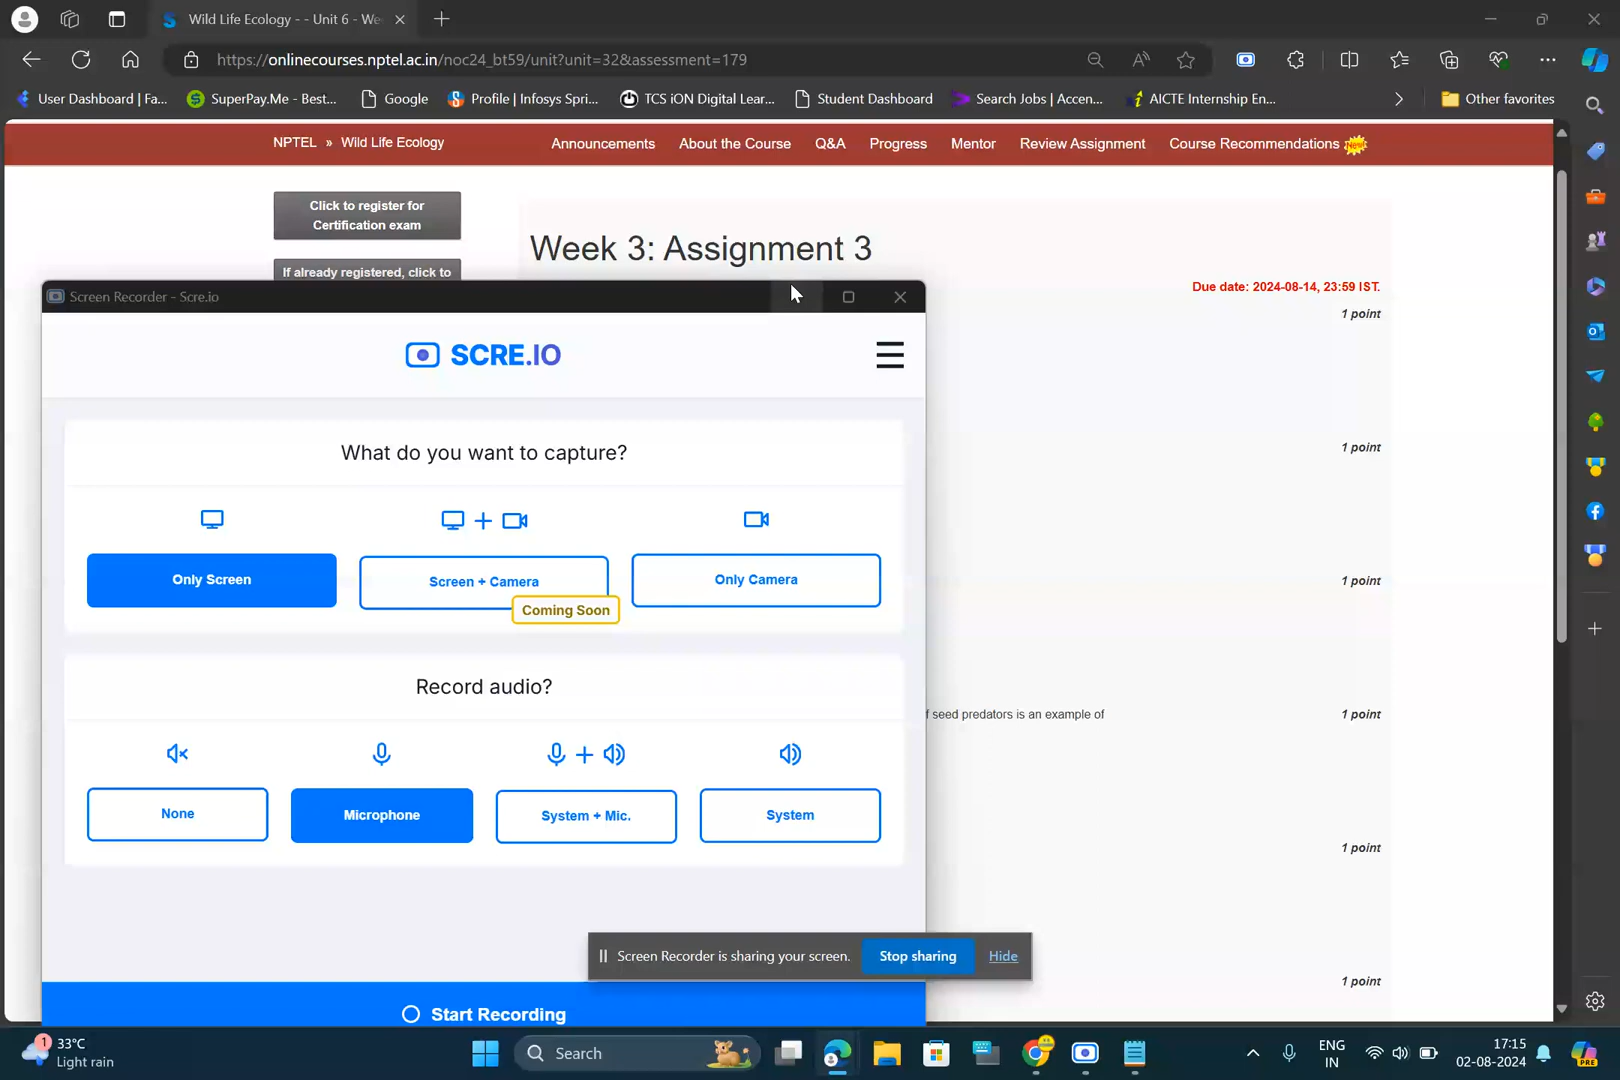 Wild Life Ecology - - Unit 6 - We
https://onlinecourses.nptel.ac.in/noc24_bt59/unit?unit=32&assessment=179
User Dashboard | Fa...
SuperPay.Me - Best...
Google
Profile | Infosys Spri...
TCS iON Digital Lear...
Student Dashboard
Search Jobs | Accen...
AICTE Internship En...
Other favorites
NPTEL » Wild Life Ecology
Announcements
About the Course
Q&A
Progress
Mentor
Review Assignment
Course Recommendations
New
Click to register for
Certification exam
If already registered, click to
Week 3: Assignment 3
Due date: 2024-08-14, 23:59 IST.
1 point
1 point
1 point
f seed predators is an example of
1 point
1 point
1 point
Screen Recorder - Scre.io
SCRE.IO
What do you want to capture?
Only Screen
Screen + Camera
Coming Soon
Only Camera
Record audio?
None
Microphone
System + Mic.
System
Screen Recorder is sharing your screen.
Stop sharing
Hide
Start Recording
1
33°C
Light rain
Search
ENG
IN
17:15
02-08-2024
PRE